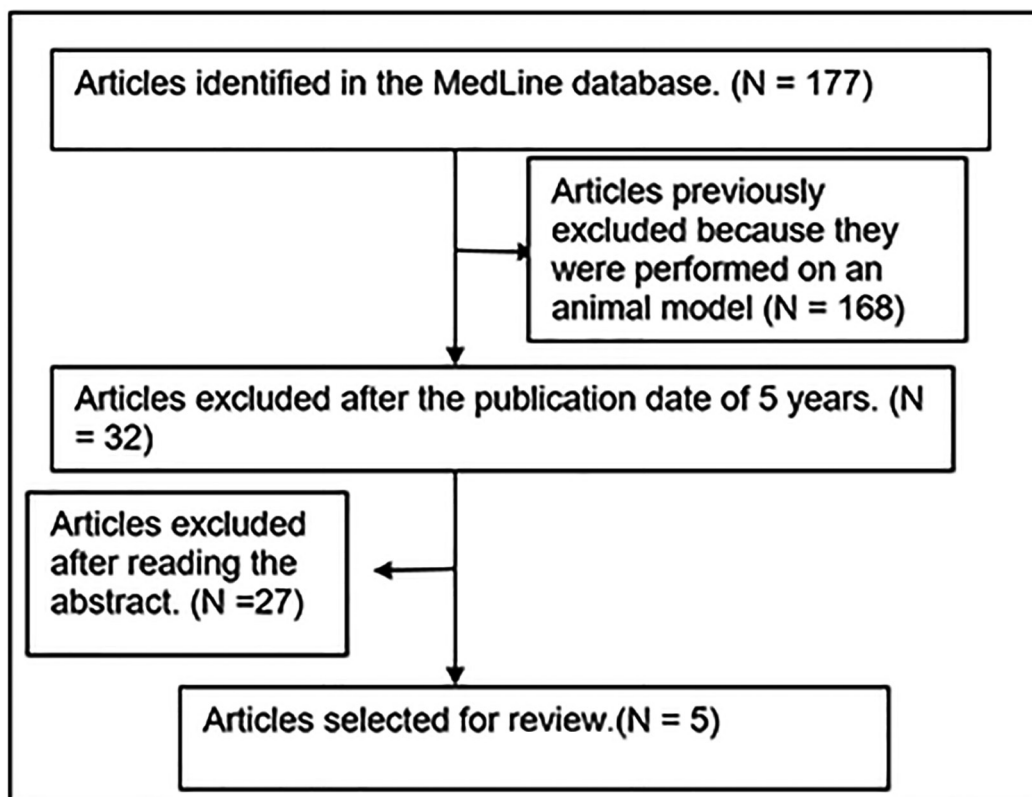 Articles identified in the MedLine database. (N = 177)
Articles previously
excluded because they
were performed on an
animal model (N = 168)
Articles excluded after the publication date of 5 years. (N
= 32)
Articles excluded
after reading the
abstract. (N =27)
Articles selected for review.(N = 5)